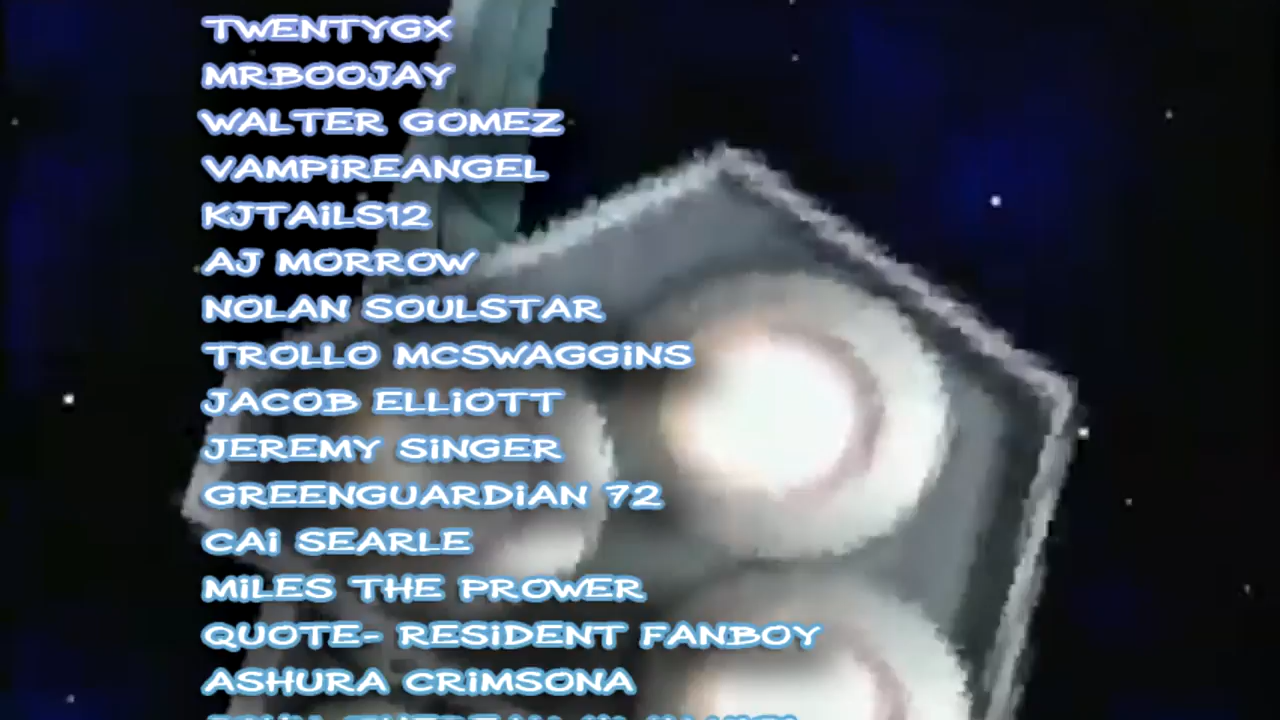 TWENTYGX
MRBOOJAY
WALTER GOMEZ
VAMPiREANGEL
KJTAiLS12
AJ MORROW
NOLAN SOULSTAR
TROLLO MCSWAGGiNS
JACOB ELLiOTT
JEREMY SiNGER
GREENGUARDiAN 72
CAi SEARLE
MiLES THE PROWER
QUOTE- RESiDENT FANBOY
ASHURA CRiMSONA